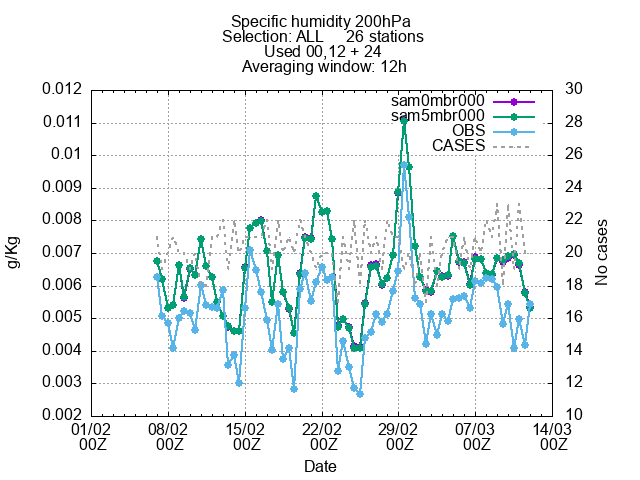 Specific humidity 200hPa
Selection: ALL 26 stations
Used 00,12 + 24
Averaging window: 12h
sam0mbr000
sam5mbr000
OBS
CASES
0.012
0.011
0.01
0.009
0.008
0.007
0.006
0.005
0.004
0.003
0.002
g/Kg
30
28
26
24
22
20
18
16
14
12
10
No cases
01/02 08/02 15/02 22/02 29/02 07/03 14/03
00Z 00Z 00Z 00Z 00Z 00Z 00Z
Date